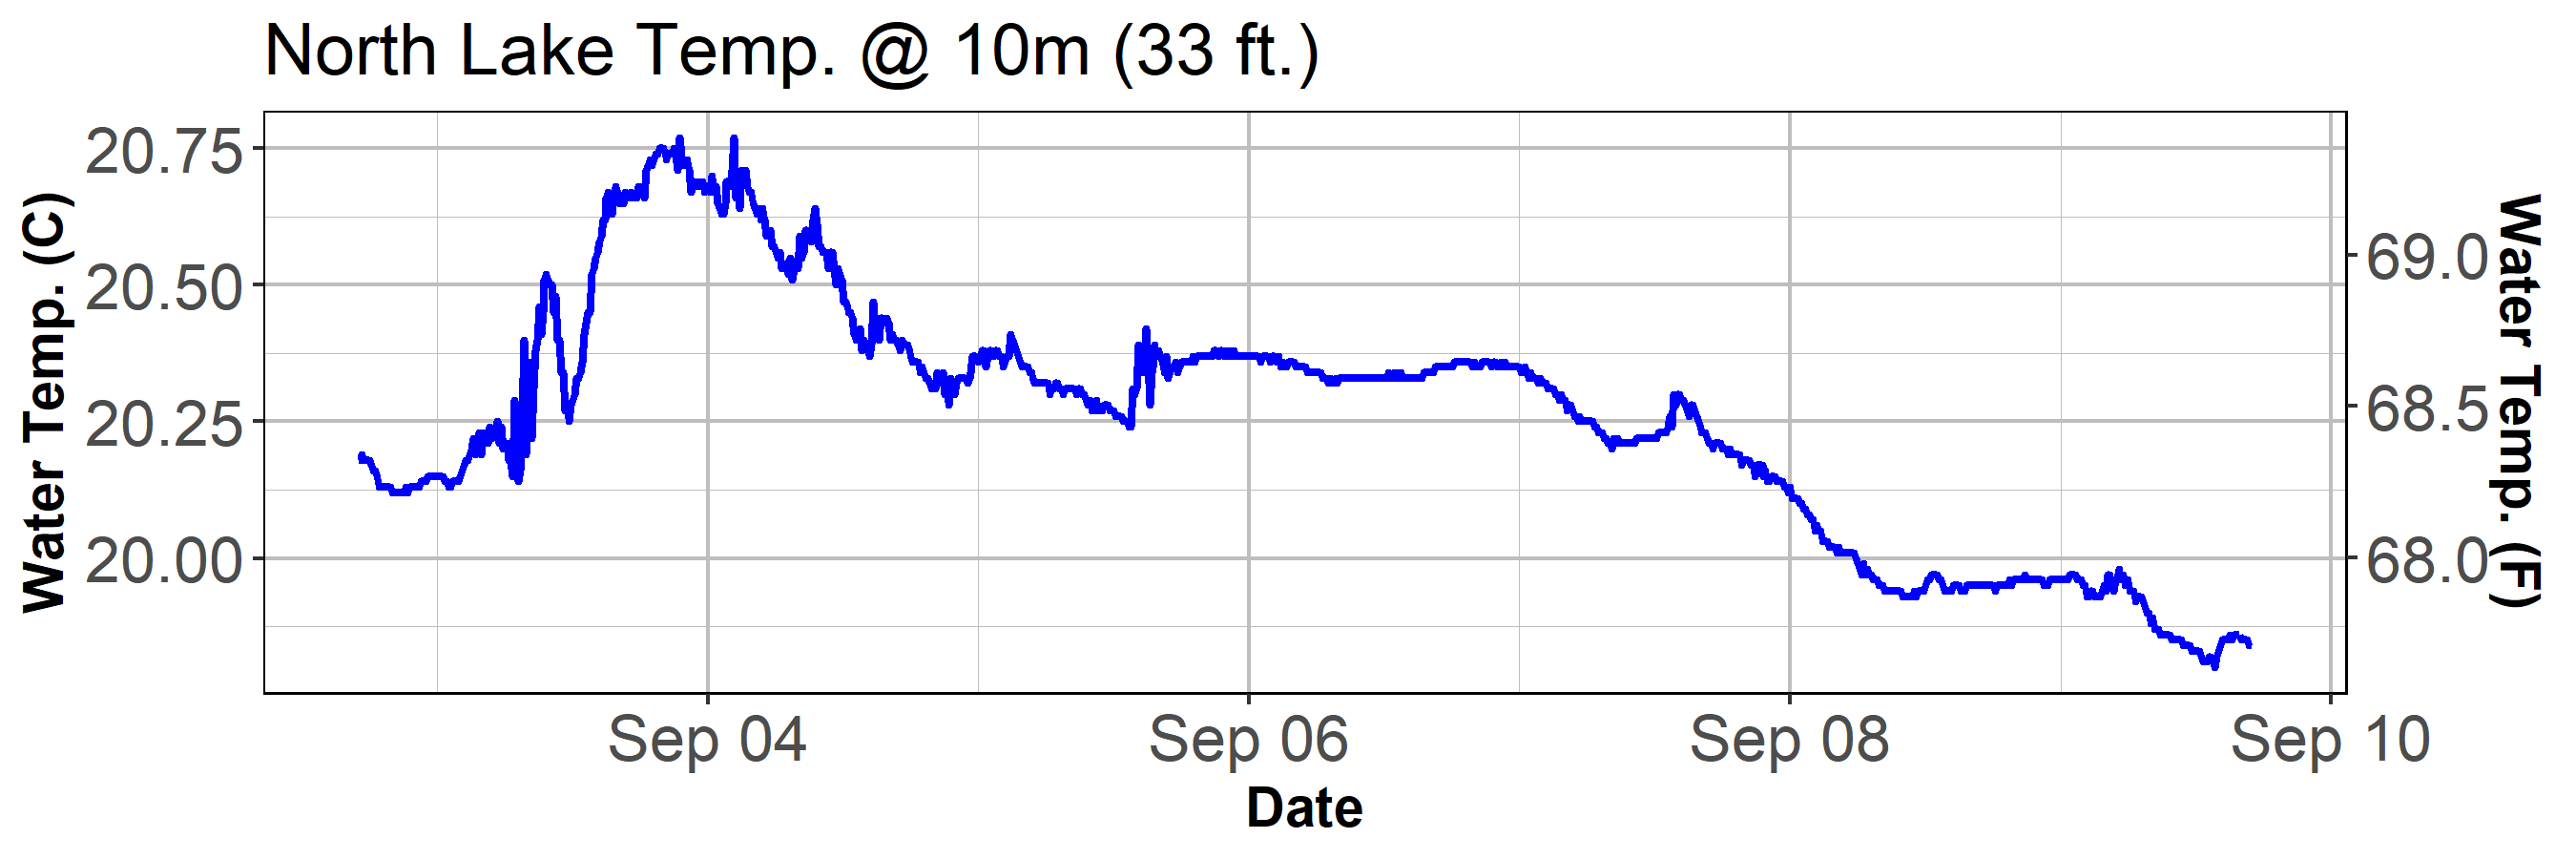 North Lake Temp. @ 10m (33 ft.)
Water Temp. (C)
20.75
20.50
20.25
20.00
69.0
68.5
68.0
Water Temp. (F)
Sep 04
Sep 06
Sep 08
Sep 10
Date